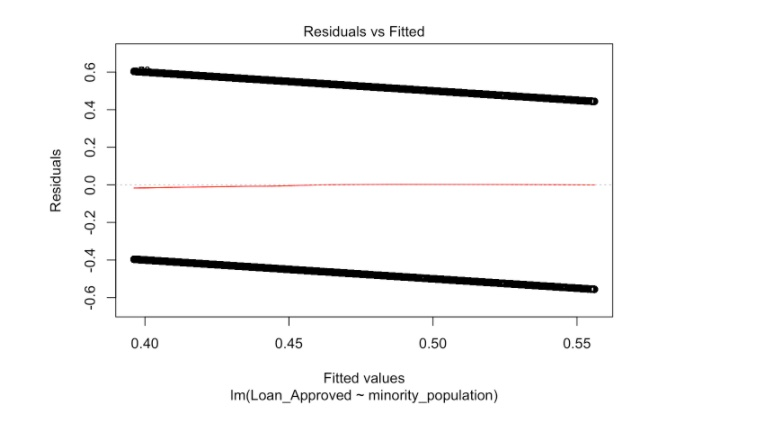 Residuals vs Fitted
Residuals
0.6
0.4
0.2
0.0
-0.2
-0.4
-0.6
0.40
0.45
0.50
0.55
Fitted values
lm(Loan_Approved ~ minority_population)